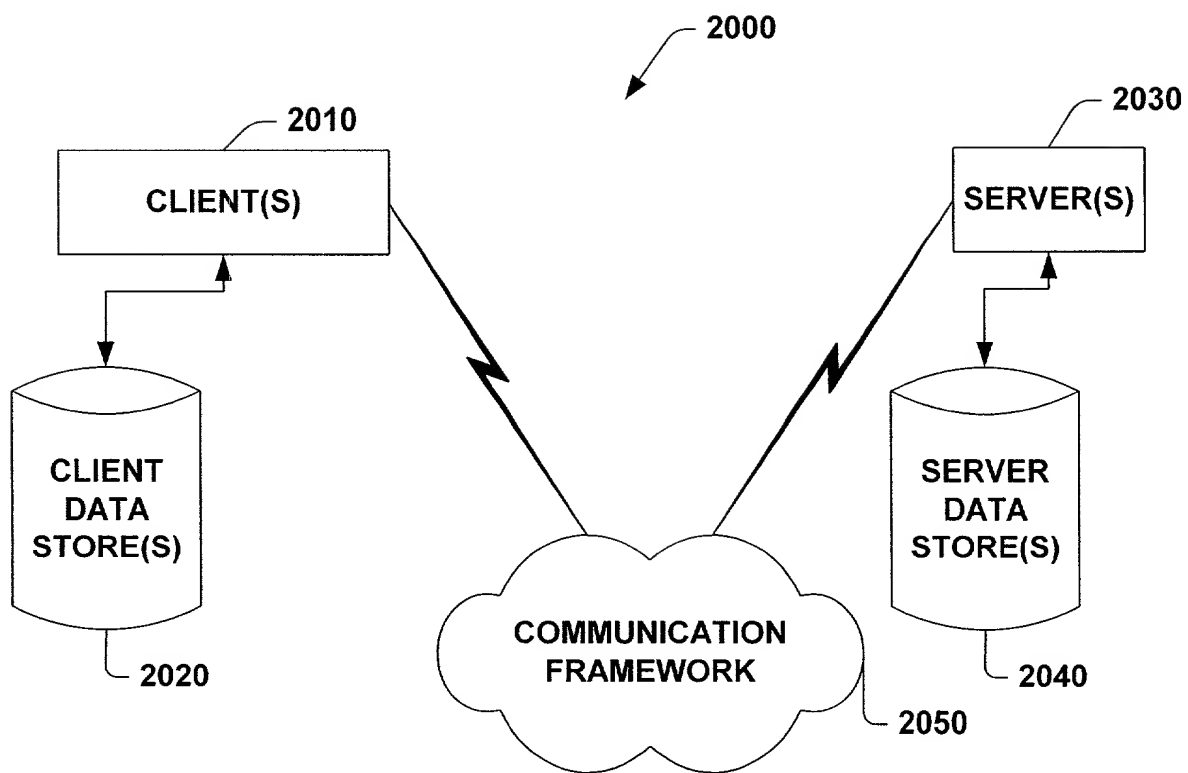 2000
2010
2030
CLIENT(S)
SERVER(S)
CLIENT
DATA
STORE(S)
SERVER
DATA
STORE(S)
COMMUNICATION
FRAMEWORK
2020
2040
2050